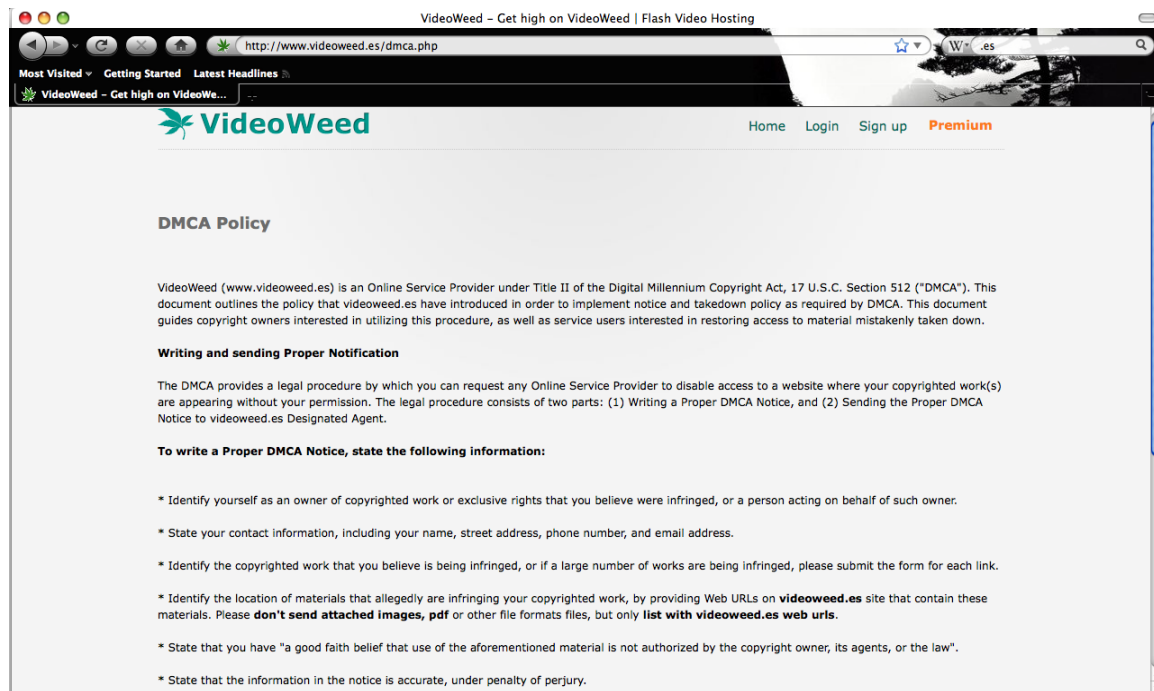 VideoWeed – Get high on VideoWeed | Flash Video Hosting
http://www.videoweed.es/dmca.php
W
.es
Most Visited
Getting Started
Latest Headlines
VideoWeed – Get high on VideoWe...
VideoWeed
Home
Login
Sign up
Premium
DMCA Policy
VideoWeed (www.videoweed.es) is an Online Service Provider under Title II of the Digital Millennium Copyright Act, 17 U.S.C. Section 512 ("DMCA"). This
document outlines the policy that videoweed.es have introduced in order to implement notice and takedown policy as required by DMCA. This document
guides copyright owners interested in utilizing this procedure, as well as service users interested in restoring access to material mistakenly taken down.
Writing and sending Proper Notification
The DMCA provides a legal procedure by which you can request any Online Service Provider to disable access to a website where your copyrighted work(s)
are appearing without your permission. The legal procedure consists of two parts: (1) Writing a Proper DMCA Notice, and (2) Sending the Proper DMCA
Notice to videoweed.es Designated Agent.
To write a Proper DMCA Notice, state the following information:
* Identify yourself as an owner of copyrighted work or exclusive rights that you believe were infringed, or a person acting on behalf of such owner.
* State your contact information, including your name, street address, phone number, and email address.
* Identify the copyrighted work that you believe is being infringed, or if a large number of works are being infringed, please submit the form for each link.
* Identify the location of materials that allegedly are infringing your copyrighted work, by providing Web URLs on videoweed.es site that contain these
materials. Please don't send attached images, pdf or other file formats files, but only list with videoweed.es web urls.
* State that you have "a good faith belief that use of the aforementioned material is not authorized by the copyright owner, its agents, or the law".
* State that the information in the notice is accurate, under penalty of perjury.